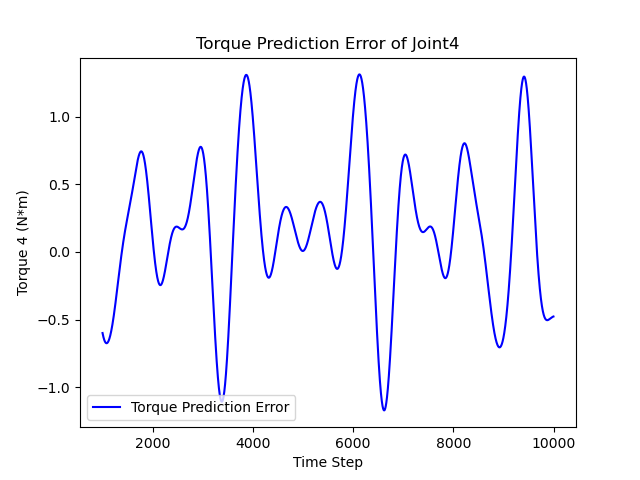 Torque Prediction Error of Joint4
Torque 4 (N*m)
1.0
0.5
0.0
−0.5
−1.0
Torque Prediction Error
2000
4000
6000
8000
10000
Time Step